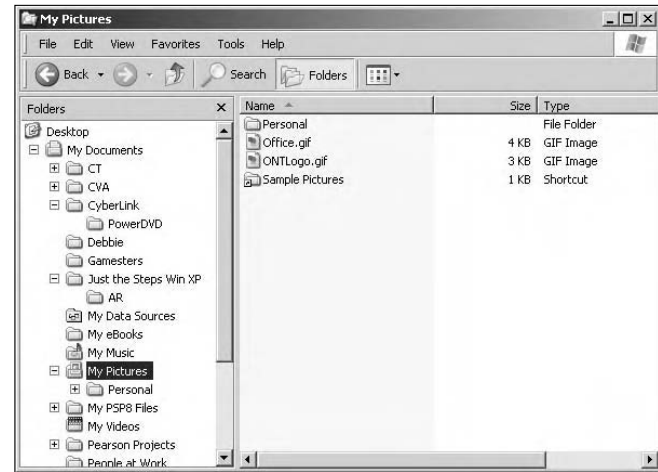 My Pictures
File Edit View Favorites Tools Help
Back Search Folders
Folders
Desktop
My Documents
CT
CVA
CyberLink
PowerDVD
Debbie
Gamesters
Just the Steps Win XP
AR
My Data Sources
My eBooks
My Music
My Pictures
Personal
My PSP8 Files
My Videos
Pearson Projects
People at Work
Name Size Type
Personal File Folder
Office.gif 4 KB GIF Image
ONTLogo.gif 3 KB GIF Image
Sample Pictures 1 KB Shortcut